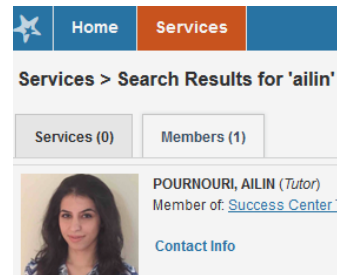 Home Services
Services > Search Results for 'ailin'
Services (0) Members (1)
POURNOURI, AILIN (Tutor)
Member of: Success Center
Contact Info